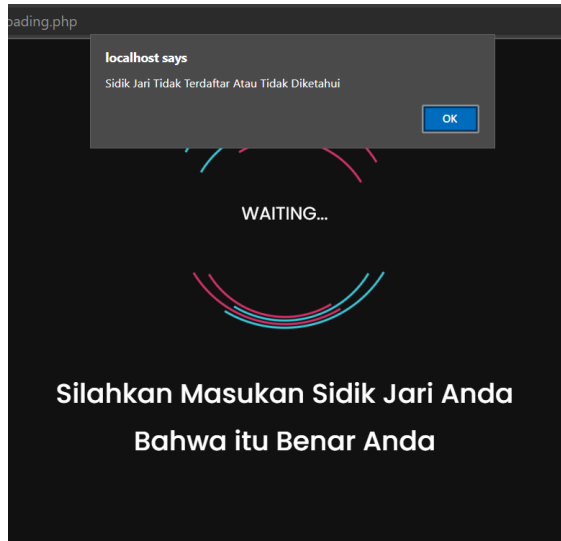 oading.php
localhost says
Sidik Jari Tidak Terdaftar Atau Tidak Diketahui
OK
WAITING...
Silahkan Masukan Sidik Jari Anda
Bahwa itu Benar Anda